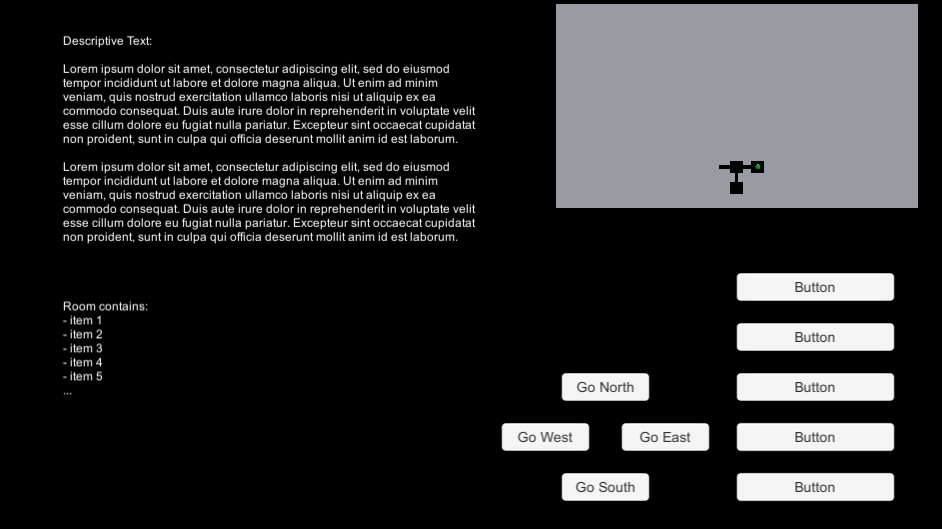 Descriptive Text:
Lorem ipsum dolor sit amet, consectetur adipiscing elit, sed do eiusmod
tempor incididunt ut labore et dolore magna aliqua. Ut enim ad minim
veniam, quis nostrud exercitation ullamco laboris nisi ut aliquip ex ea
commodo consequat. Duis aute irure dolor in reprehenderit in voluptate velit
esse cillum dolore eu fugiat nulla pariatur. Excepteur sint occaecat cupidatat
non proident, sunt in culpa qui officia deserunt mollit anim id est laborum.
Lorem ipsum dolor sit amet, consectetur adipiscing elit, sed do eiusmod
tempor incididunt ut labore et dolore magna aliqua. Ut enim ad minim
veniam, quis nostrud exercitation ullamco laboris nisi ut aliquip ex ea
commodo consequat. Duis aute irure dolor in reprehenderit in voluptate velit
esse cillum dolore eu fugiat nulla pariatur. Excepteur sint occaecat cupidatat
non proident, sunt in culpa qui officia deserunt mollit anim id est laborum.
Room contains:
- item 1
- item 2
- item 3
- item 4
- item 5
...
Button
Button
Go North
Button
Go West
Go East
Button
Go South
Button